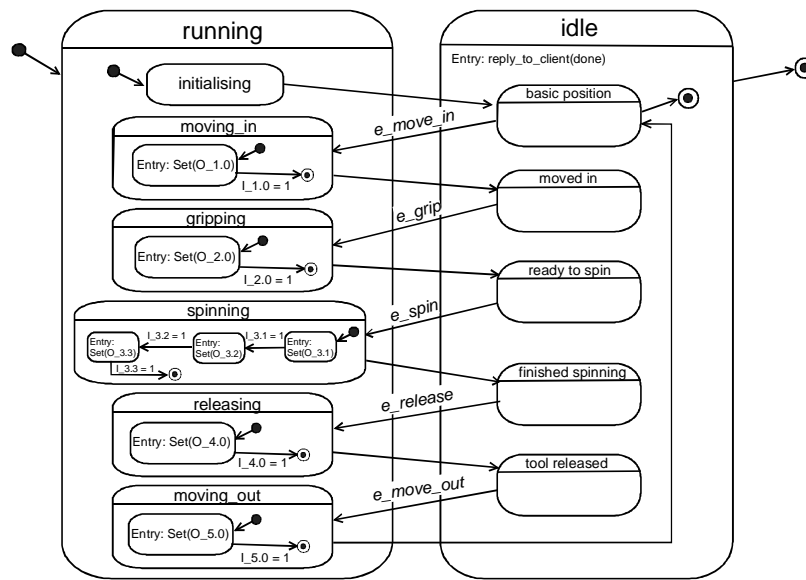 running
idle
Entry: reply_to_client(done)
initialising
basic position
moving_in
e_move_in
Entry: Set(O_1.0)
I_1.0 = 1
moved in
gripping
e_grip
Entry: Set(O_2.0)
I_2.0 = 1
ready to spin
spinning
e_spin
I_3.2 = 1
I_3.1 = 1
Entry:
Set(O_3.3)
Entry:
Set(O_3.2)
Entry:
Set(O_3.1)
I_3.3 = 1
finished spinning
releasing
e_release
Entry: Set(O_4.0)
I_4.0 = 1
tool released
moving_out
e_move_out
Entry: Set(O_5.0)
I_5.0 = 1